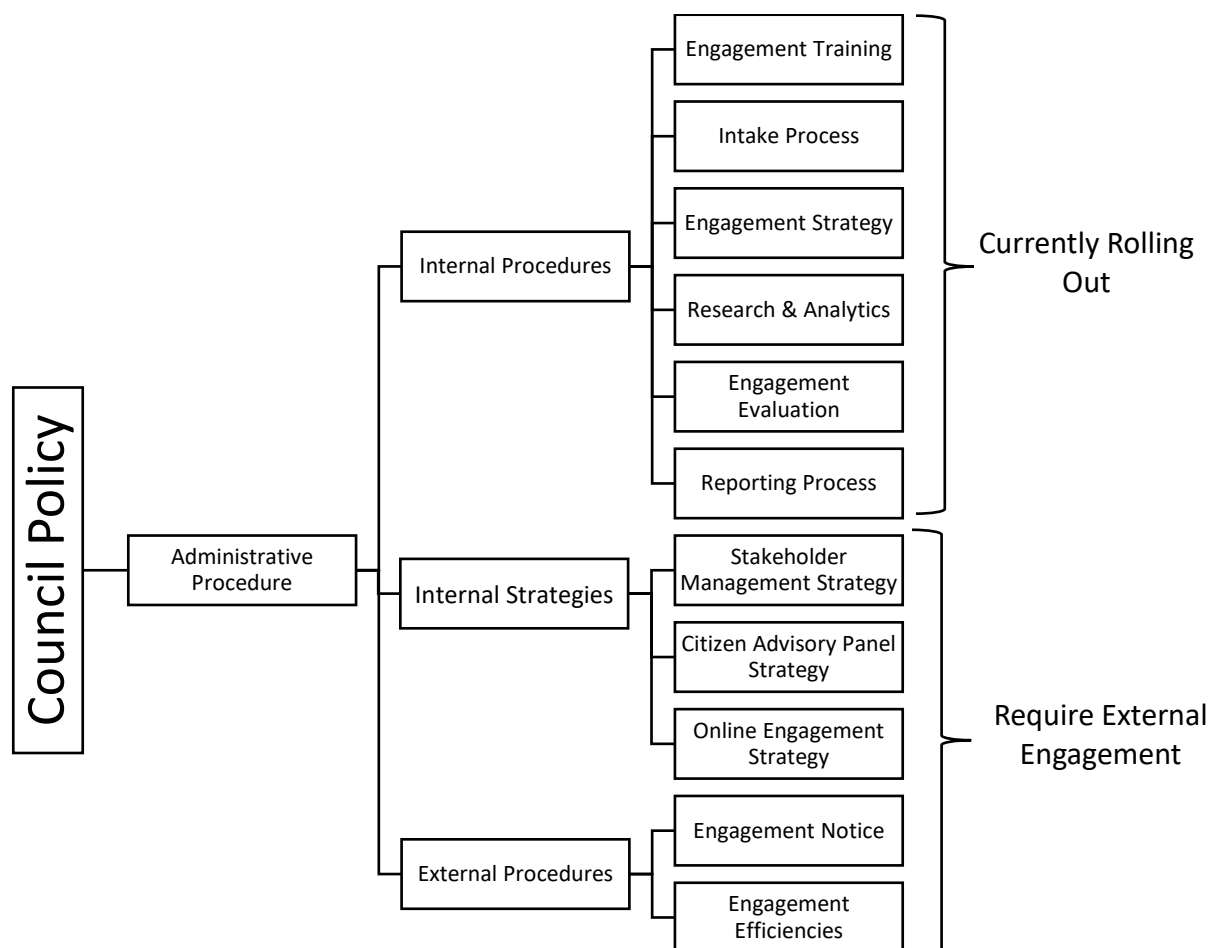 Council Policy
Administrative
Procedure
Internal Procedures
Engagement Training
Intake Process
Engagement Strategy
Research & Analytics
Engagement
Evaluation
Reporting Process
Currently Rolling
Out
Internal Strategies
Stakeholder
Management Strategy
Citizen Advisory Panel
Strategy
Online Engagement
Strategy
External Procedures
Engagement Notice
Engagement
Efficiencies
Require External
Engagement